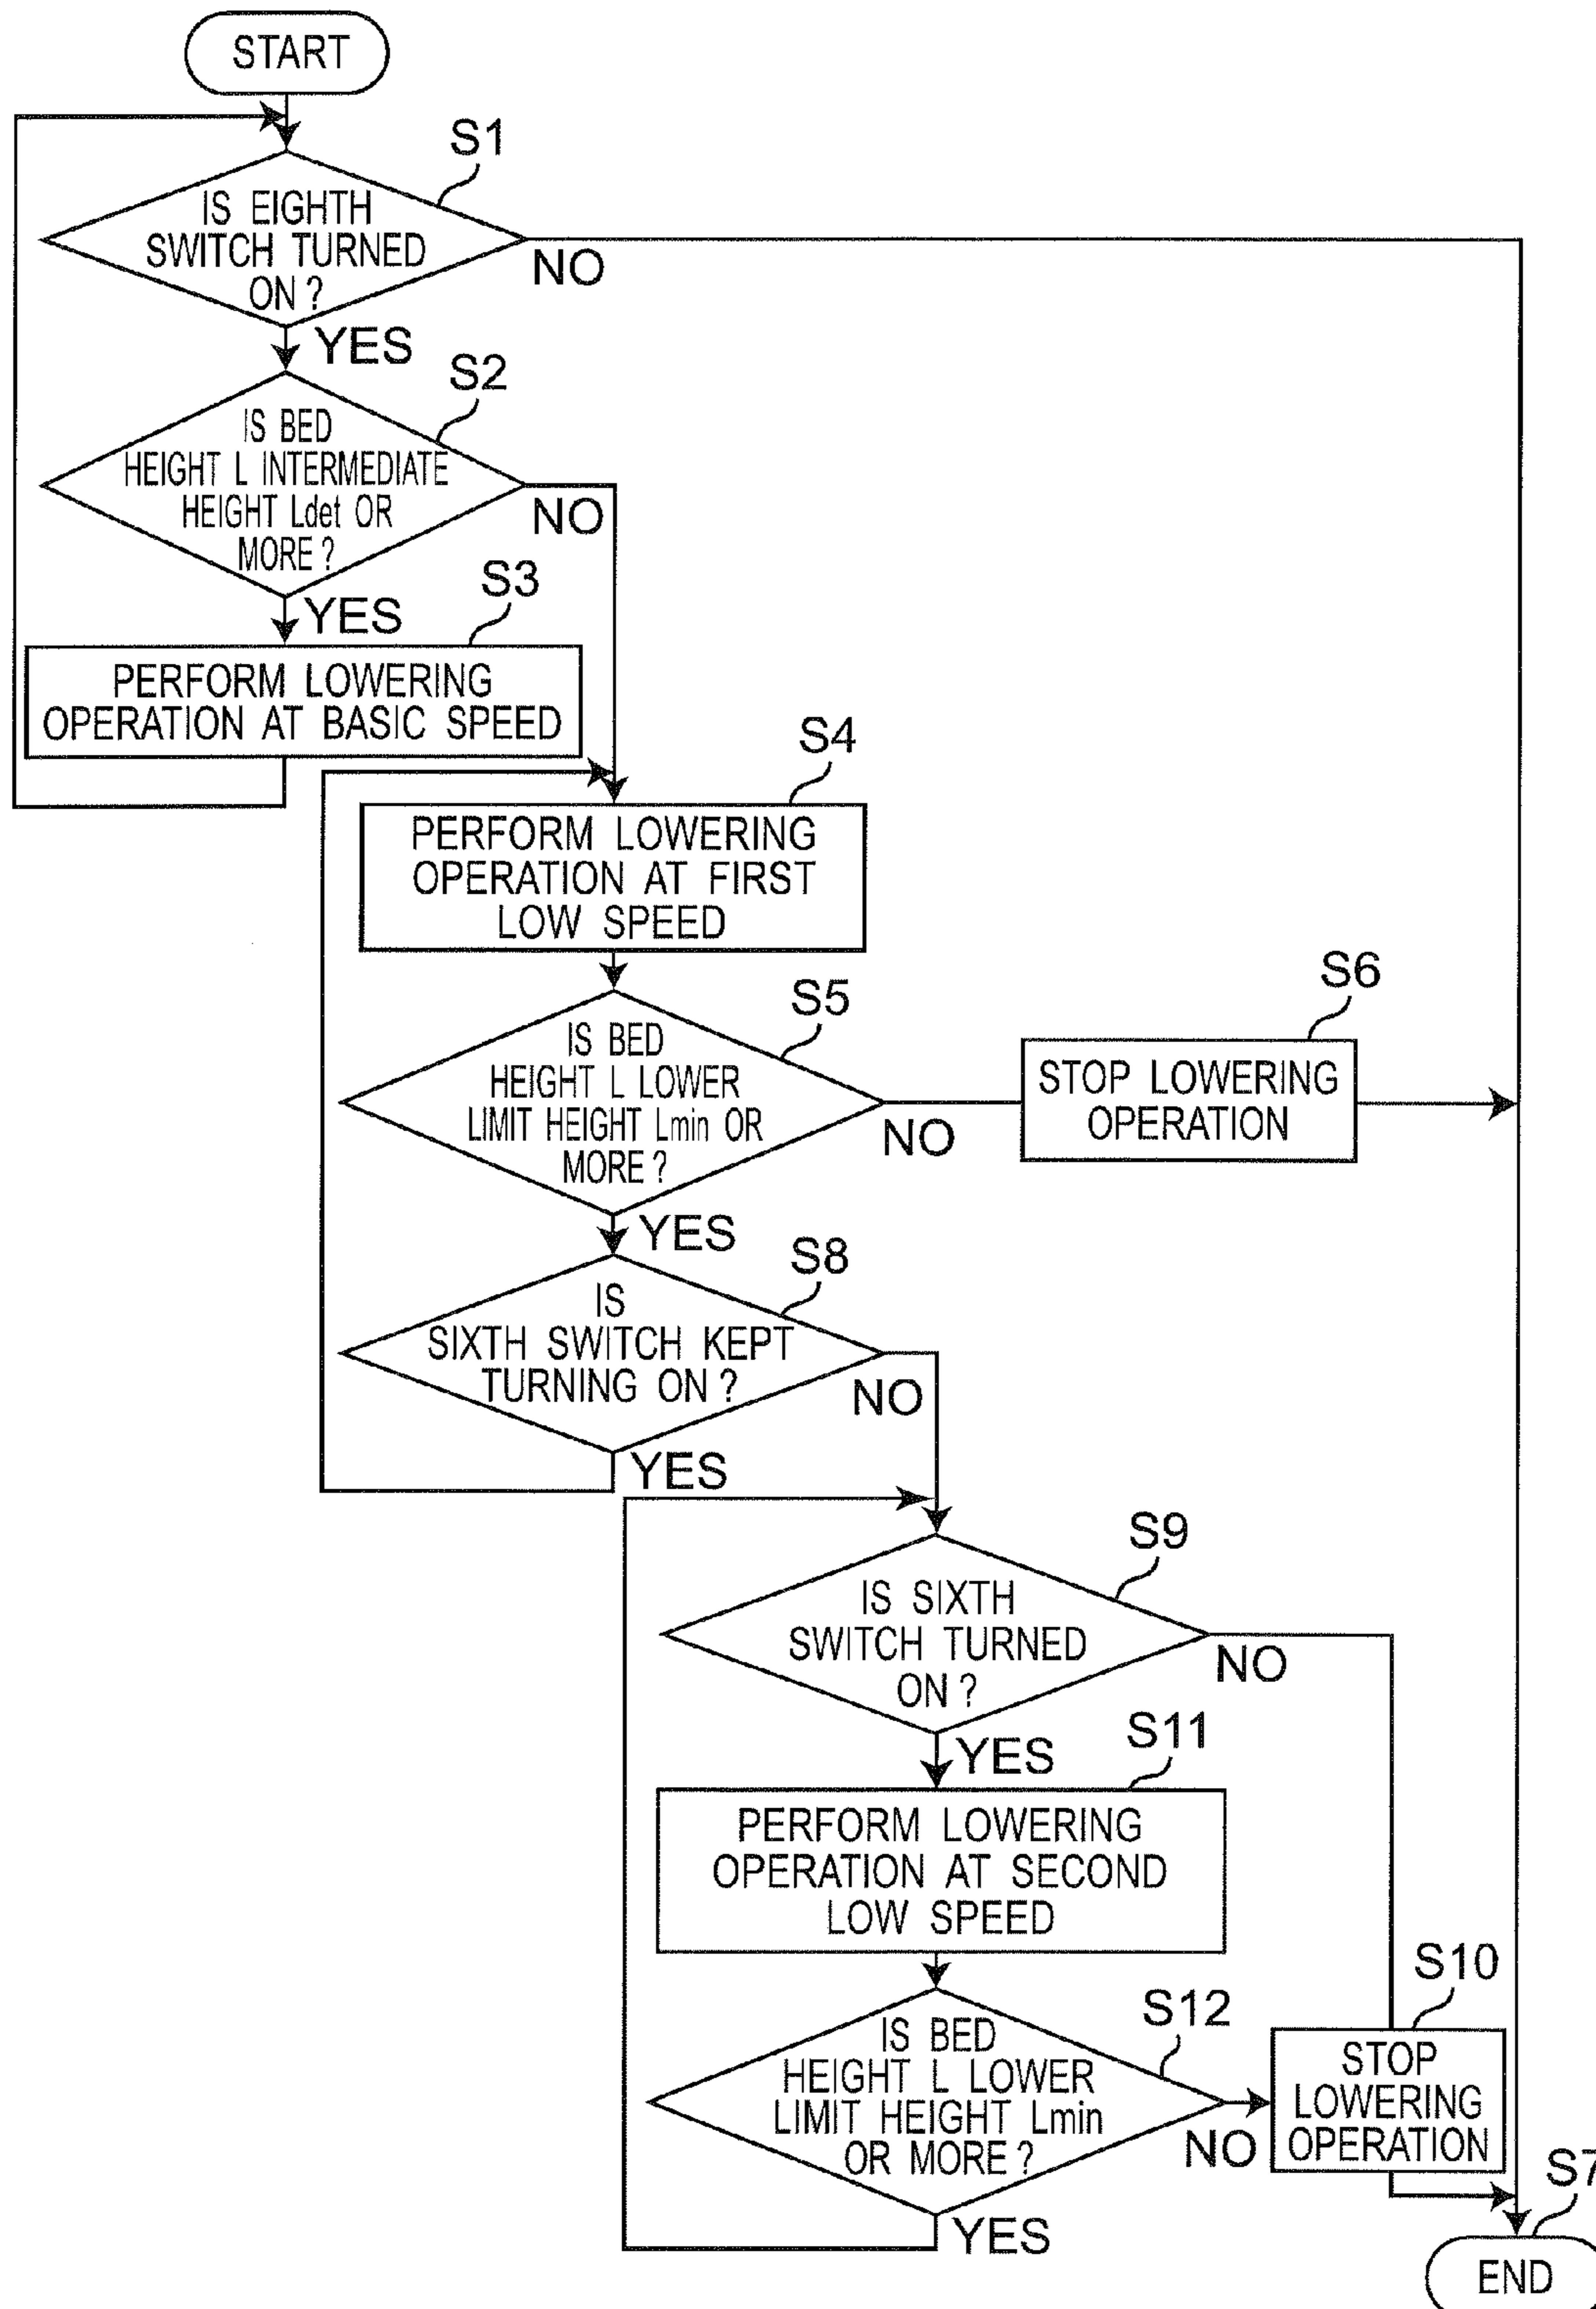 START
S1
IS EIGHTH
SWITCH TURNED
ON?
NO
YES
S2
IS BED
HEIGHT L INTERMEDIATE
HEIGHT Ldet OR
MORE?
NO
YES
S3
PERFORM LOWERING
OPERATION AT BASIC SPEED
S4
PERFORM LOWERING
OPERATION AT FIRST
LOW SPEED
S5
IS BED
HEIGHT L LOWER
LIMIT HEIGHT Lmin OR
MORE?
NO
S6
STOP LOWERING
OPERATION
YES
S8
IS
SIXTH SWITCH KEPT
TURNING ON?
NO
YES
S9
IS SIXTH
SWITCH TURNED
ON?
NO
YES
S11
PERFORM LOWERING
OPERATION AT SECOND
LOW SPEED
S12
IS BED
HEIGHT L LOWER
LIMIT HEIGHT Lmin
OR MORE?
NO
YES
S10
STOP
LOWERING
OPERATION
S7
END